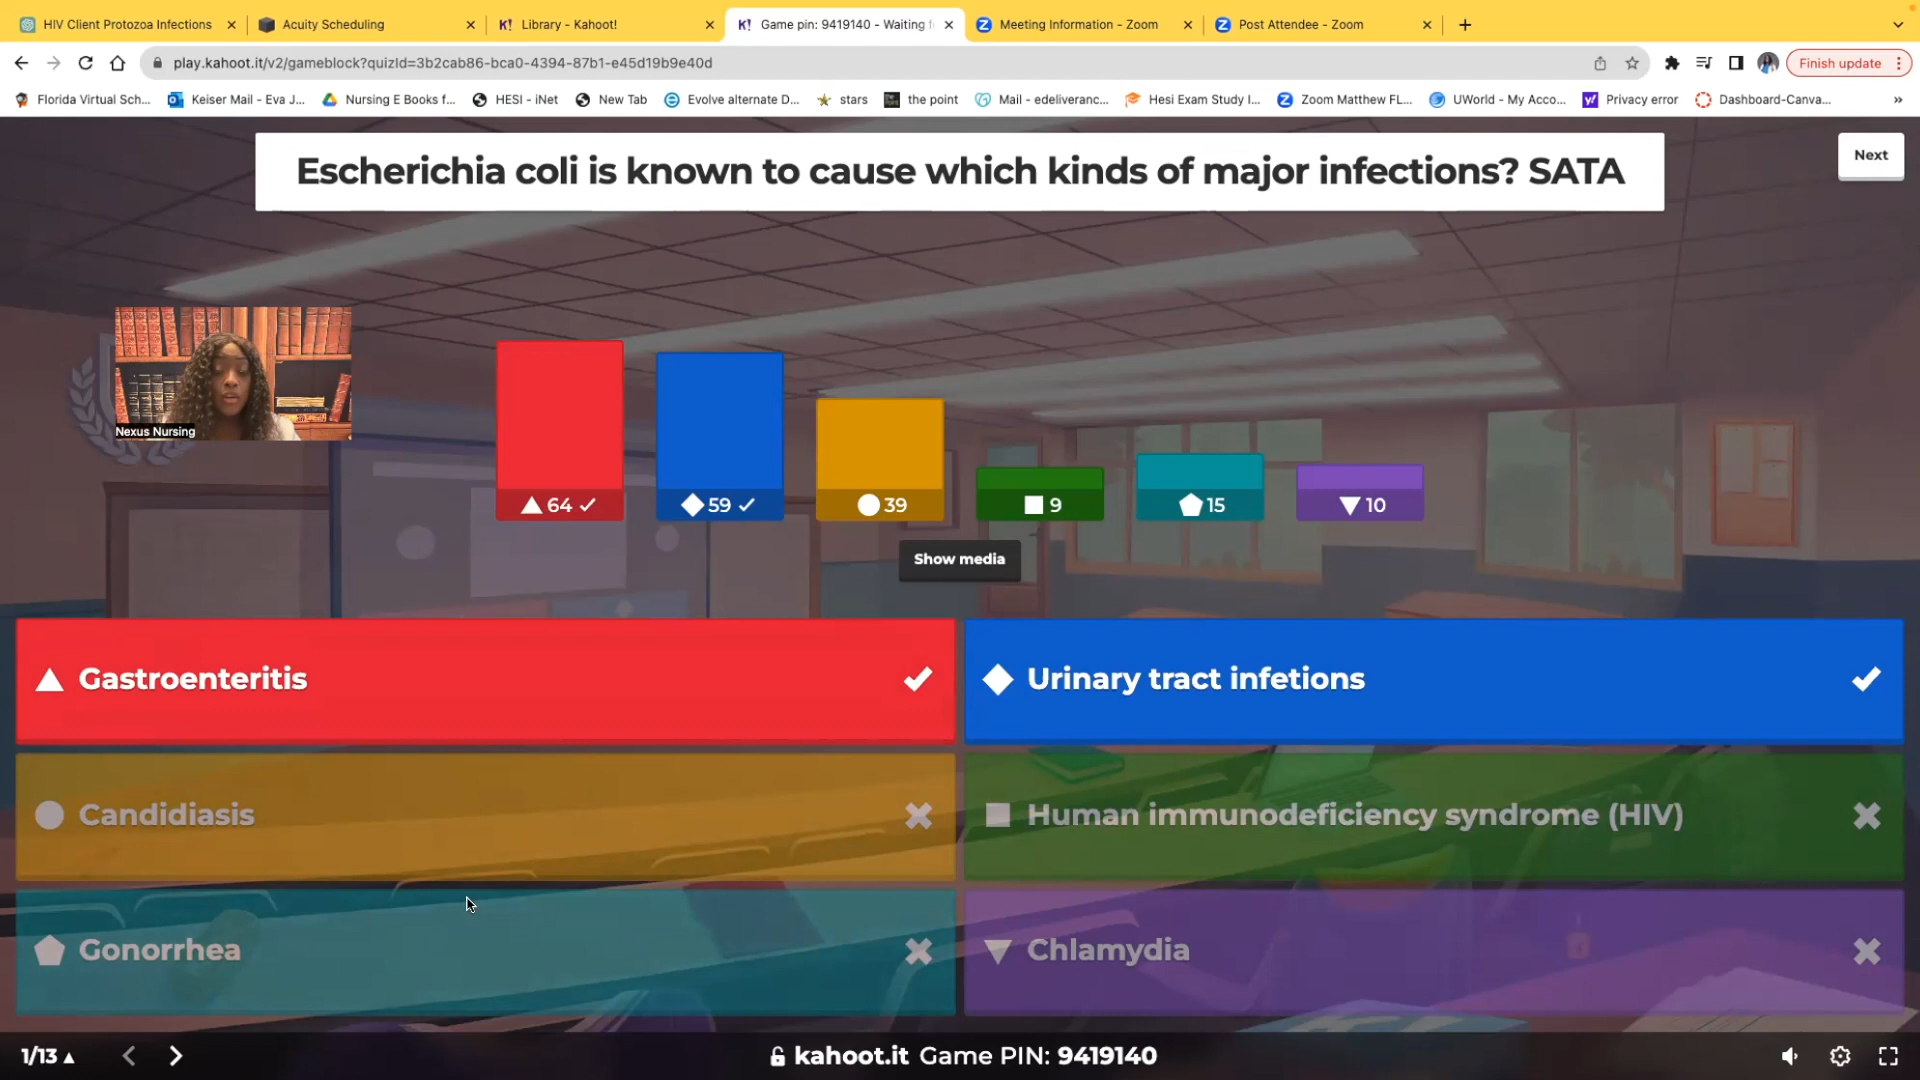 HIV Client Protozoa Infections
Acuity Scheduling
Library - Kahoot!
Game pin: 9419140 - Waiting f
Meeting Information - Zoom
Post Attendee - Zoom
play.kahoot.it/v2/gameblock?quizId=3b2cab86-bca0-4394-87b1-e45d19b9e40d
Finish update
Florida Virtual Sch...
Keiser Mail - Eva J...
Nursing E Books f...
HESI - iNet
New Tab
Evolve alternate D...
stars
the point
Mail - edeliveranc...
Hesi Exam Study I...
Zoom Matthew FL...
UWorld - My Acco...
Privacy error
Dashboard-Canva...
Escherichia coli is known to cause which kinds of major infections? SATA
Next
Nexus Nursing
64
59
39
9
15
10
Show media
Gastroenteritis
Urinary tract infetions
Candidiasis
Human immunodeficiency syndrome (HIV)
Gonorrhea
Chlamydia
1/13
kahoot.it Game PIN: 9419140